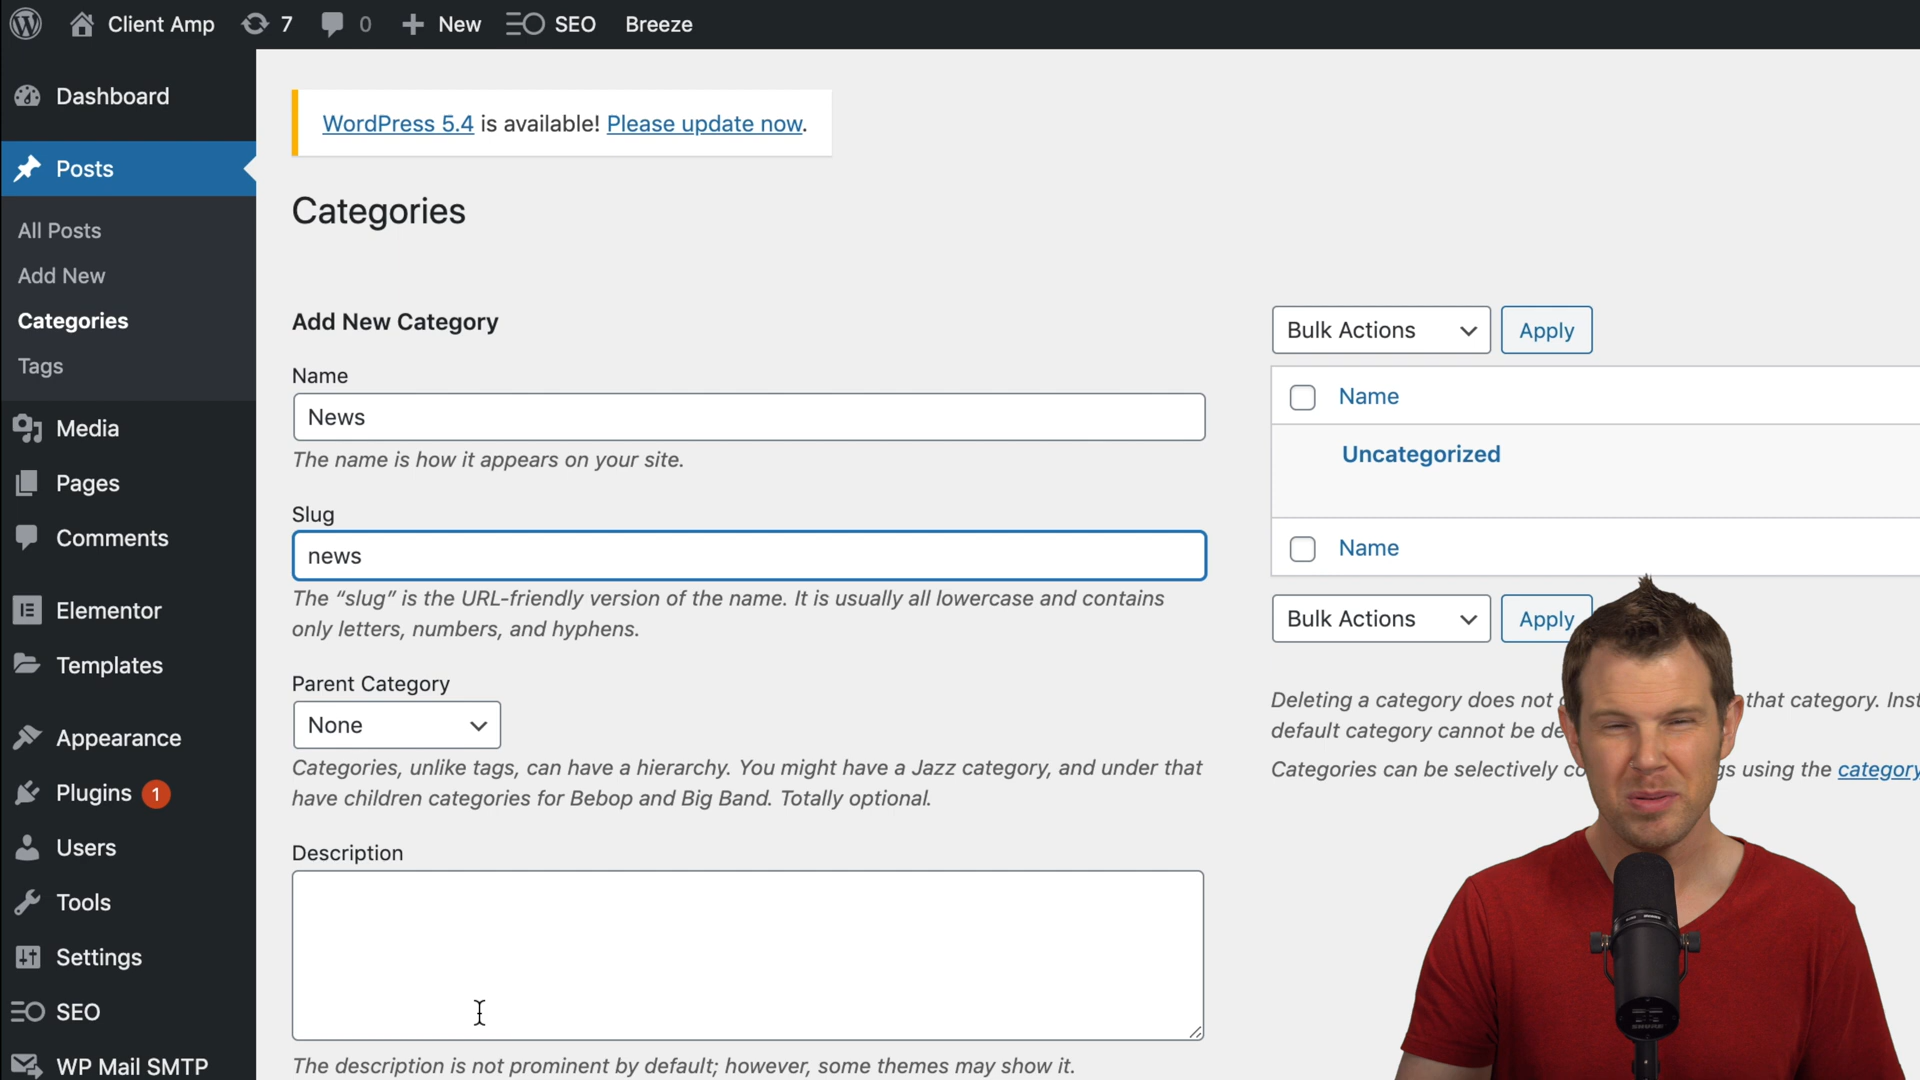 Client Amp 7 0 New SEO Breeze
Dashboard
Posts
All Posts
Add New
Categories
Tags
Media
Pages
Comments
Elementor
Templates
Appearance
Plugins 1
Users
Tools
Settings
SEO
WP Mail SMTP
WordPress 5.4 is available! Please update now.
Categories
Add New Category
Name
News
The name is how it appears on your site.
Slug
news
The “slug” is the URL-friendly version of the name. It is usually all lowercase and contains
only letters, numbers, and hyphens.
Parent Category
None
Categories, unlike tags, can have a hierarchy. You might have a Jazz category, and under that
have children categories for Bebop and Big Band. Totally optional.
Description
The description is not prominent by default; however, some themes may show it.
Bulk Actions Apply
Name
Uncategorized
Name
Bulk Actions Apply
Deleting a category does not that category.
default category cannot be
Categories can be selectively using the category